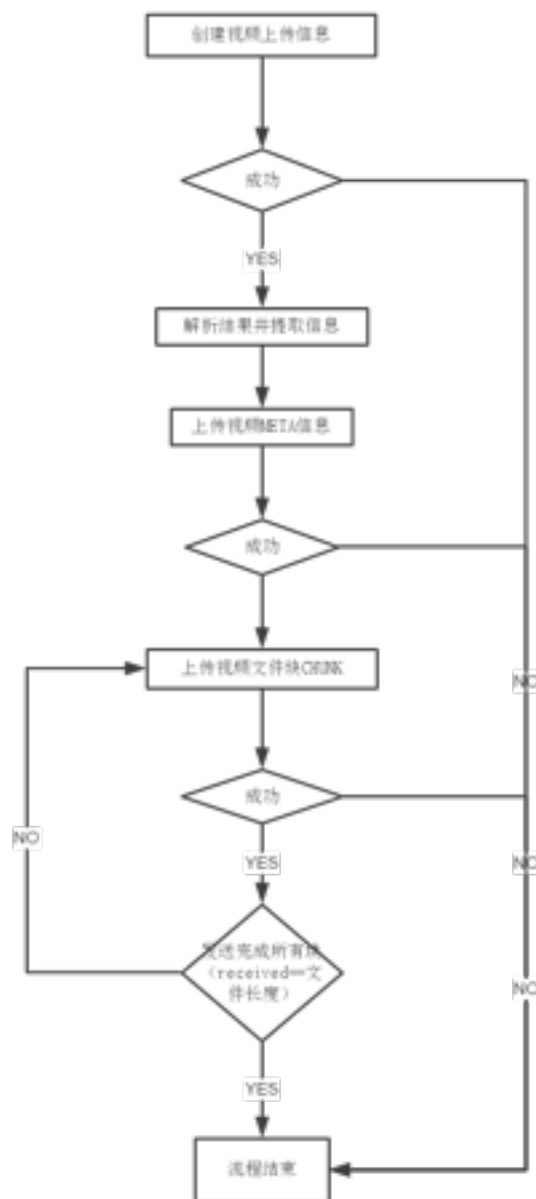 创建视频上传信息
成功
YES
解析结果并提取信息
上传视频META信息
成功
上传视频文件块CHUNK
NO
成功
NO
YES
NO
发送完成所有块
（received==文
件长度）
NO
YES
流程结束